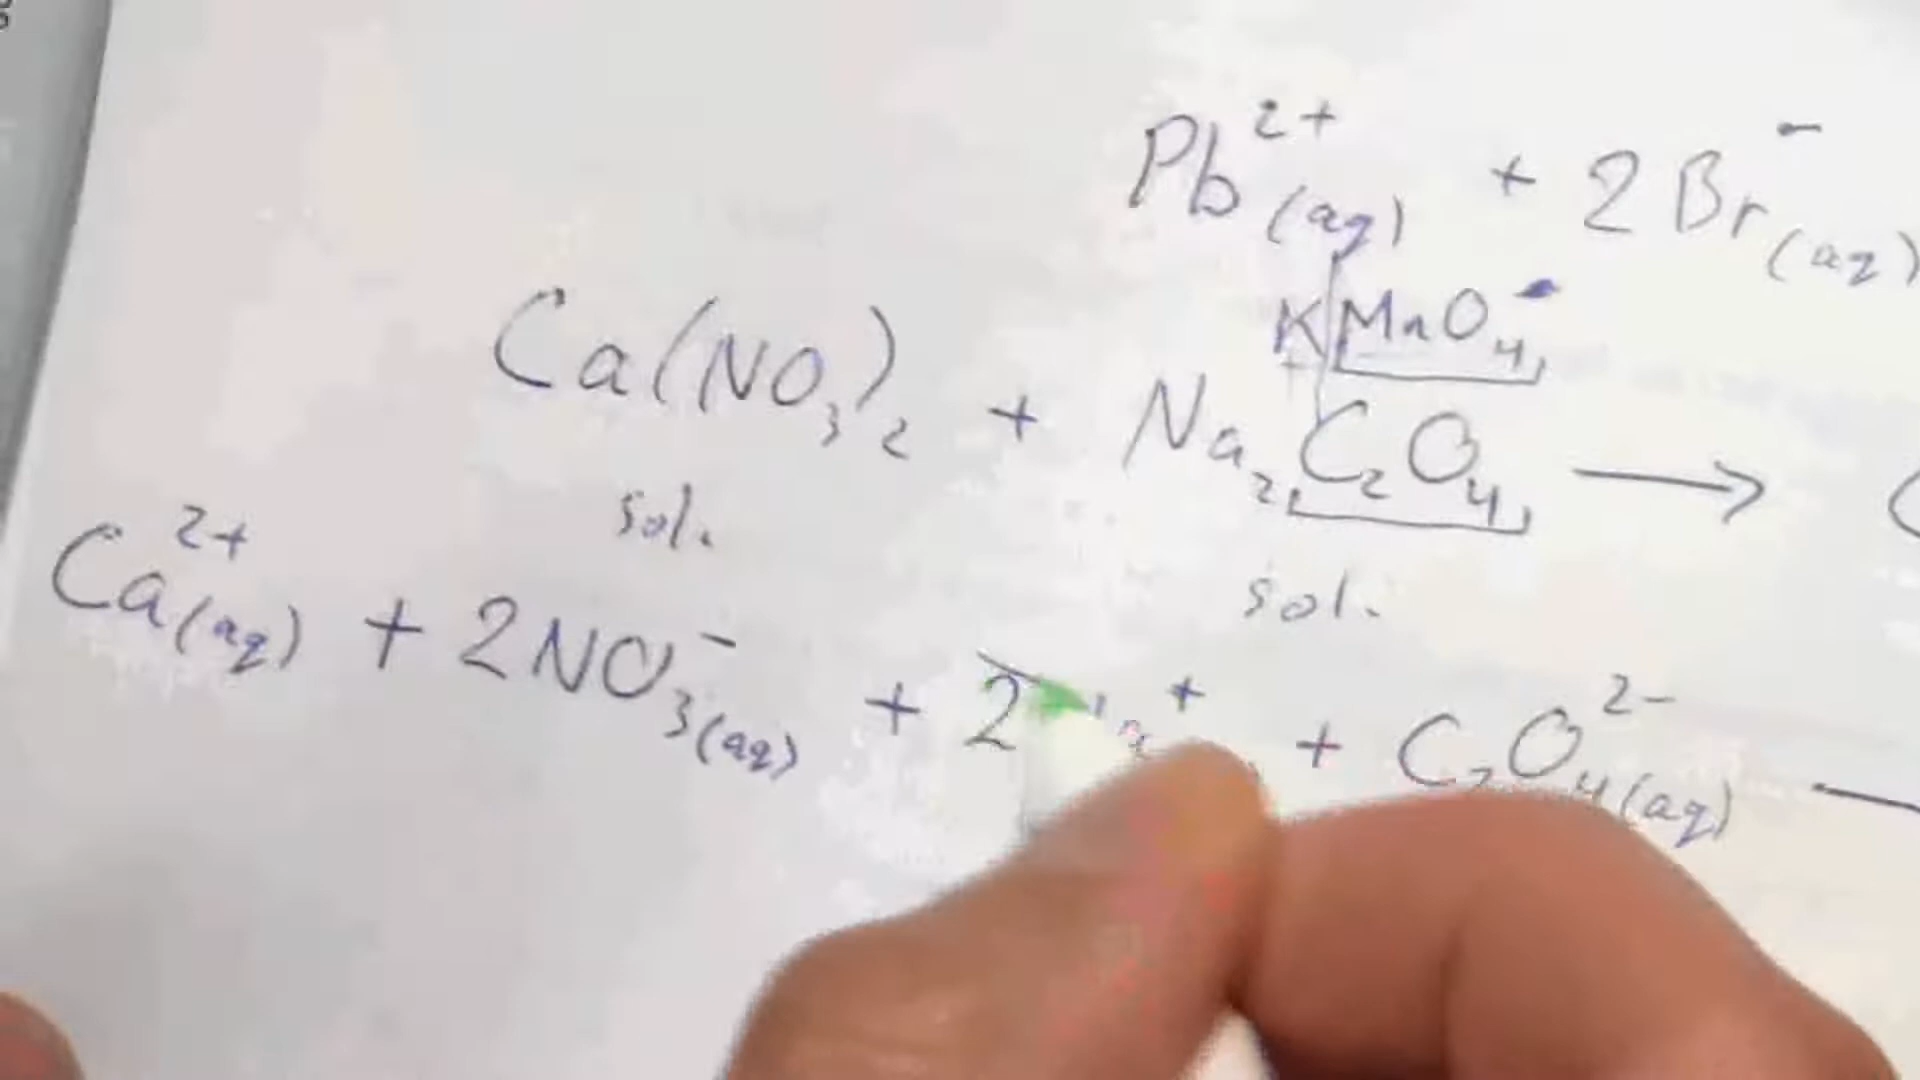 Pb²⁺(aq) + 2Br⁻(aq)
KMnO₄⁻
Ca(NO₃)₂ + Na₂C₂O₄ →
sol. sol.
Ca²⁺(aq) + 2NO₃⁻(aq) + 2 ⁺ + C₂O₄²⁻(aq)